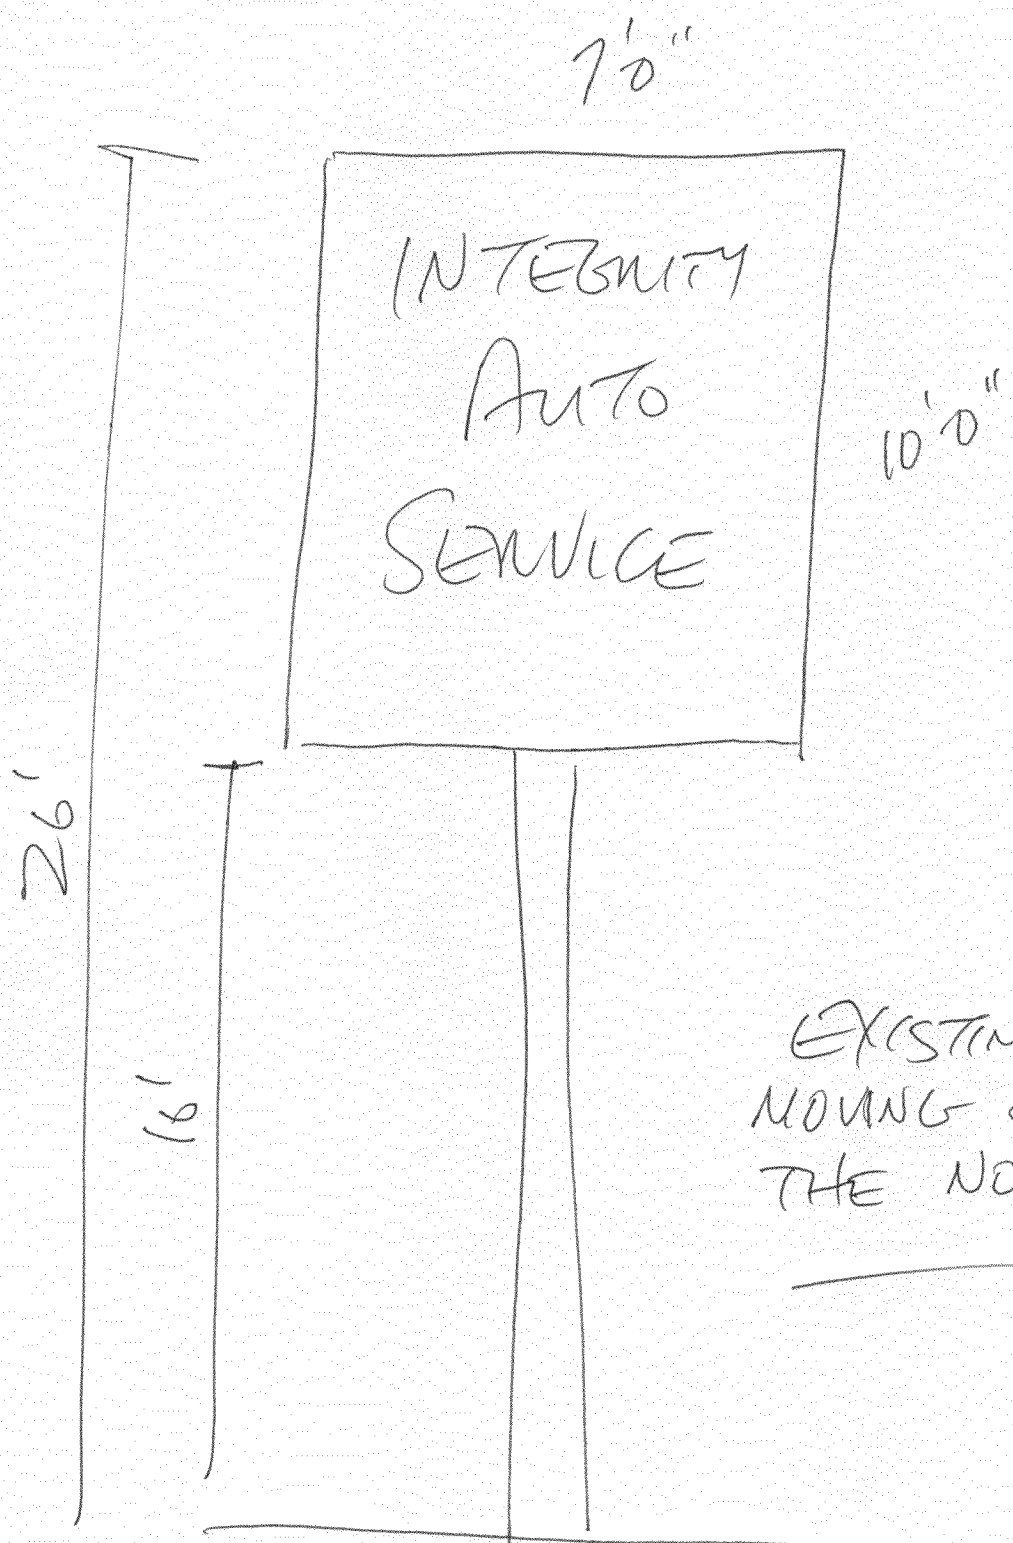 7'0"
INTEGRITY
AUTO
SERVICE
10'0"
26'
16'
EXISTIN
MOVING
THE NO